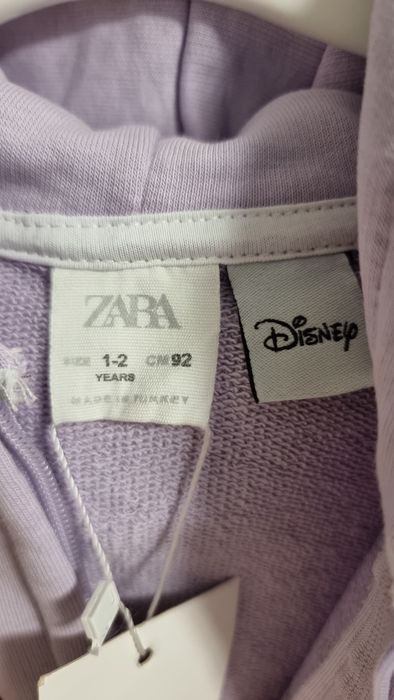 ZARA
SIZE 1-2 CM 92
YEARS
MADE IN TURKEY
Disney